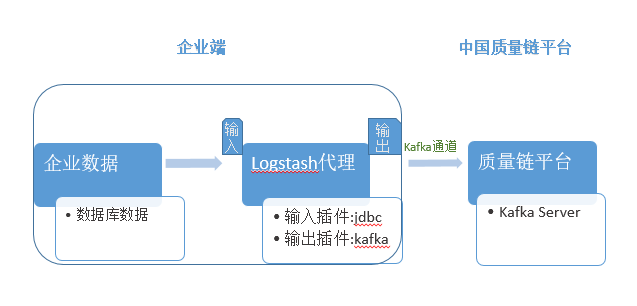 企业端
中国质量链平台
输入
输出
企业数据
Logstash代理
Kafka通道
质量链平台
• 数据库数据
• 输入插件:jdbc
• 输出插件:kafka
• Kafka Server